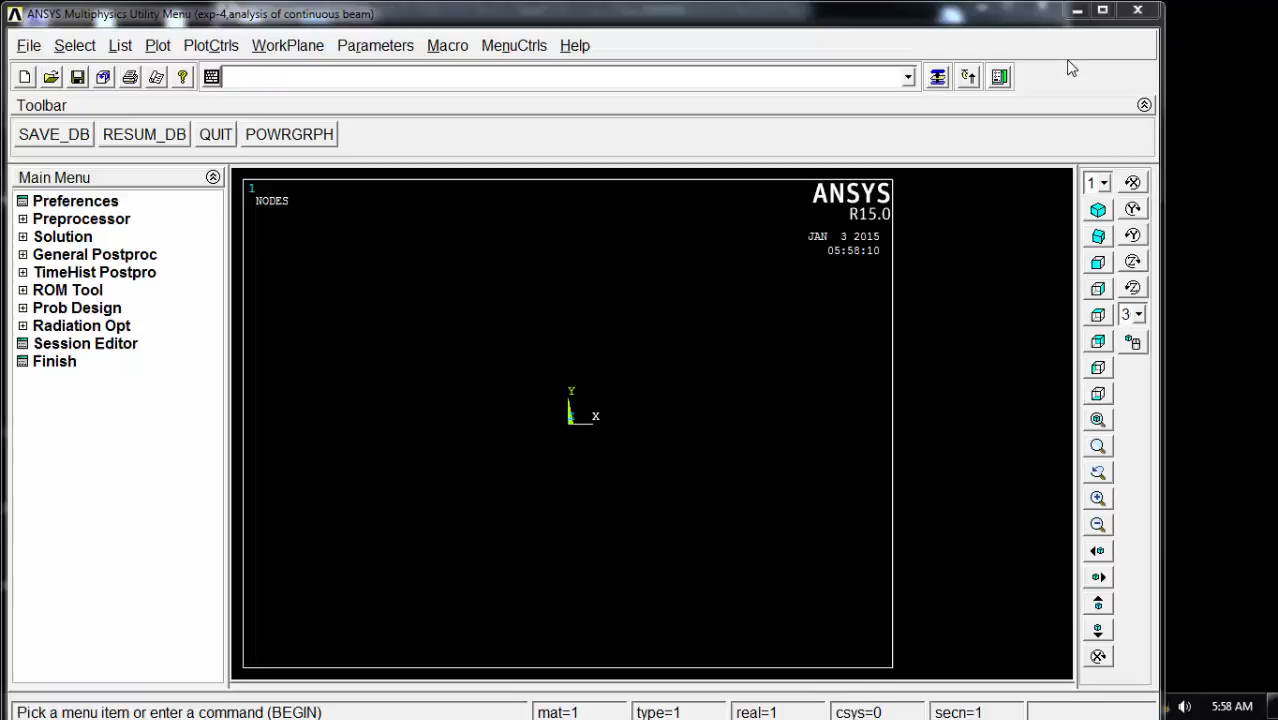 ANSYS Multiphysics Utility Menu (exp-4,analysis of continuous beam)
File Select List Plot PlotCtrls WorkPlane Parameters Macro MenuCtrls Help
Toolbar
SAVE_DB RESUM_DB QUIT POWRGRPH
Main Menu
Preferences
Preprocessor
Solution
General Postproc
TimeHist Postpro
ROM Tool
Prob Design
Radiation Opt
Session Editor
Finish
1
NODES
ANSYS
R15.0
JAN 3 2015
05:58:10
Y
X
1
3
Pick a menu item or enter a command (BEGIN) mat=1 type=1 real=1 csys=0 secn=1
5:58 AM